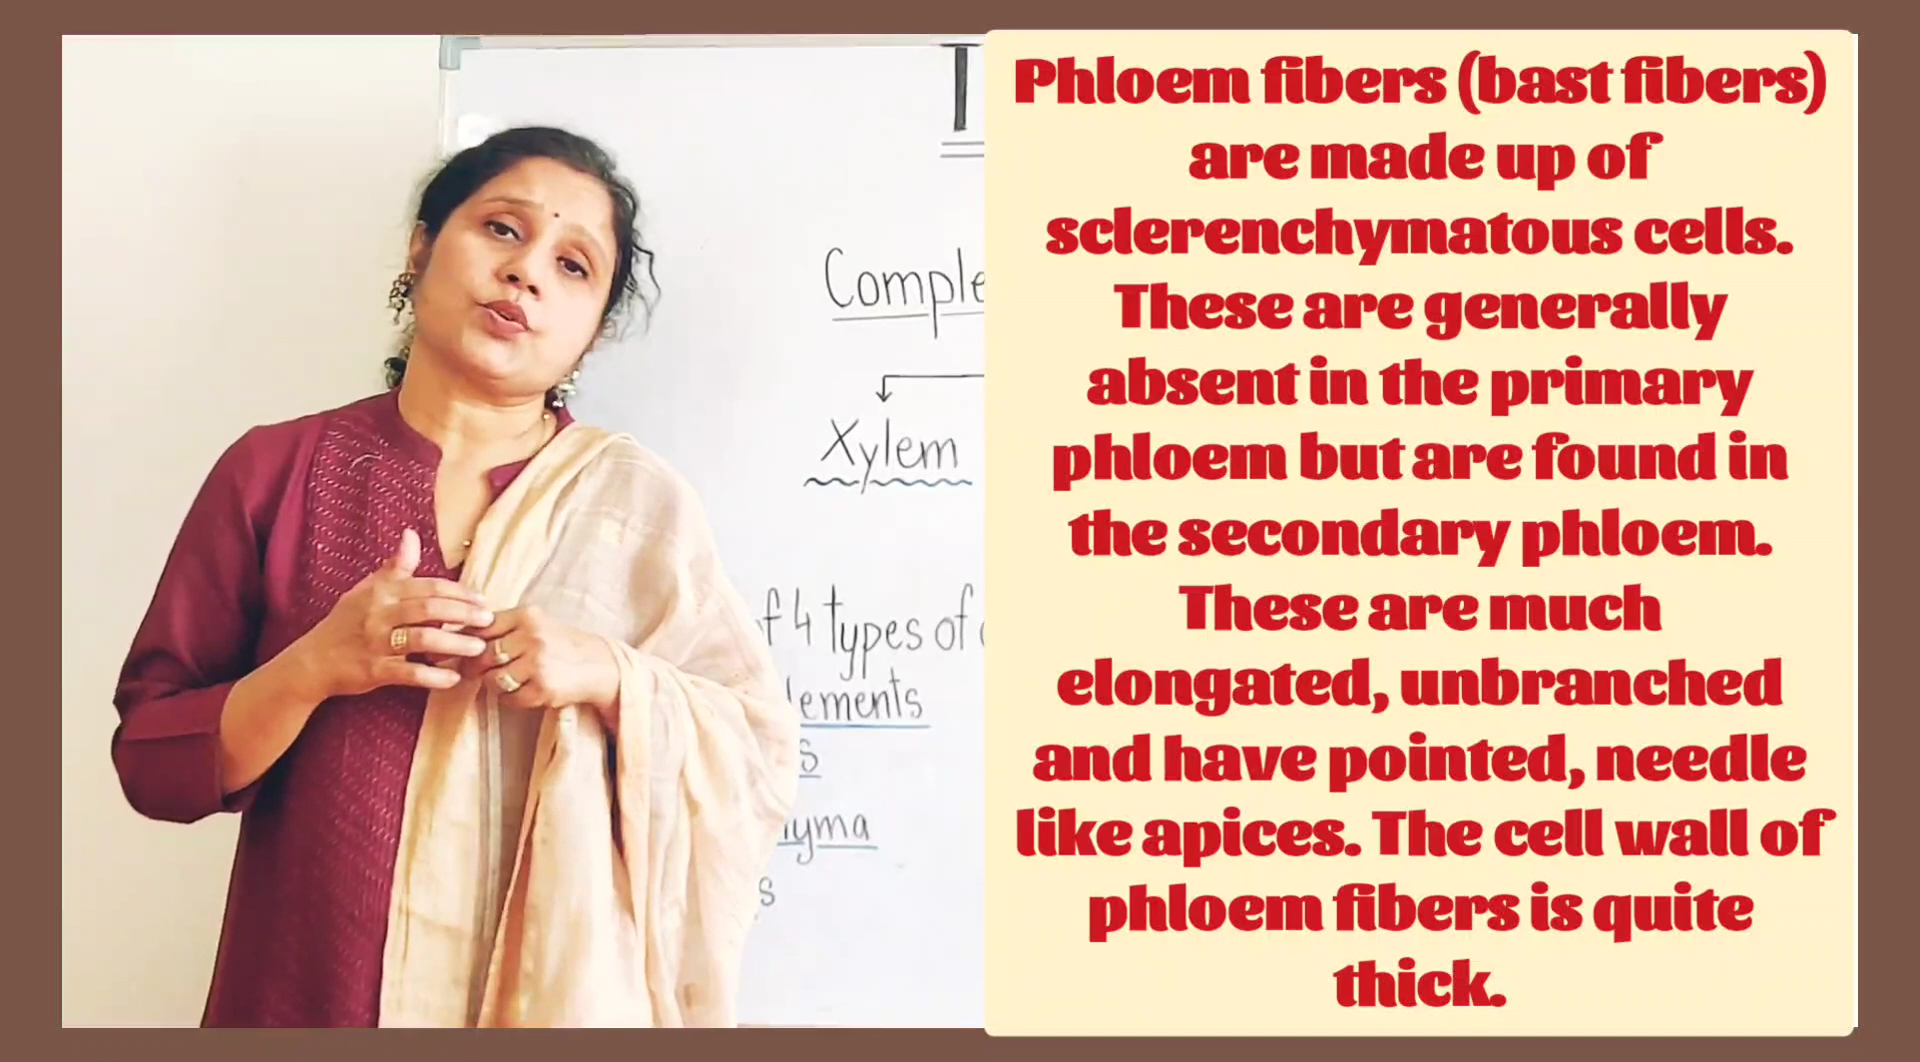 Comple
Xylem
f 4 types of
lements
s
yma
s
Phloem fibers (bast fibers)
are made up of
sclerenchymatous cells.
These are generally
absent in the primary
phloem but are found in
the secondary phloem.
These are much
elongated, unbranched
and have pointed, needle
like apices. The cell wall of
phloem fibers is quite
thick.